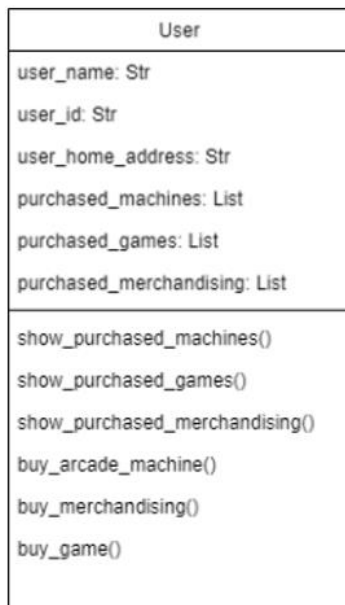 User
user_name: Str
user_id: Str
user_home_address: Str
purchased_machines: List
purchased_games: List
purchased_merchandising: List
show_purchased_machines()
show_purchased_games()
show_purchased_merchandising()
buy_arcade_machine()
buy_merchandising()
buy_game()